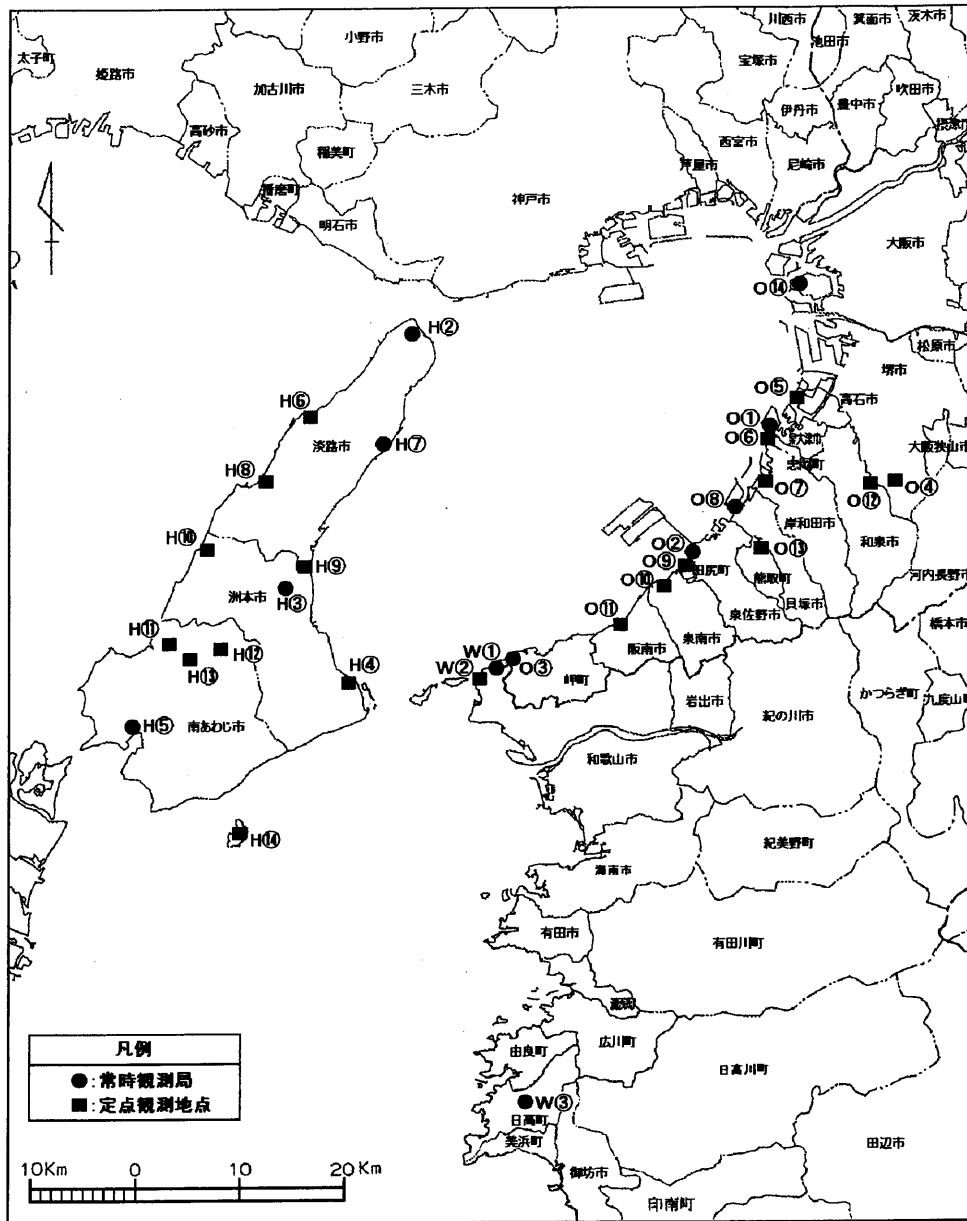 川西市
箕面市
茨木市
小野市
池田市
太子町
宝塚市
姫路市
加古川市
三木市
吹田市
豊中市
伊丹市
高砂市
摂津市
西宮市
稲美町
芦屋市
尼崎市
播磨町
神戸市
明石市
大阪市
O⑭
H②
松原市
堺市
O⑤
高石市
H⑥
O①
淡路市
H⑦
O⑥
大阪狭山市
忠岡町
H⑧
O⑦
O⑫
O④
O⑧
岸和田市
和泉市
H⑩
O②
O⑬
H⑨
O⑨
田尻町
熊取町
O⑩
河内長野市
洲本市
H③
貝塚市
泉佐野市
O⑪
橋本市
H⑪
泉南市
阪南市
W①
H⑫
O③
W②
H⑬
H④
岬町
岩出市
かつらぎ町
九度山町
紀の川市
H⑤
南あわじ市
和歌山市
H⑭
紀美野町
海南市
有田市
有田川町
湯浅町
凡例
広川町
由良町
日高川町
●:常時観測局
■:定点観測地点
W③
日高町
美浜町
田辺市
10Km 0 10 20 Km
御坊市
印南町